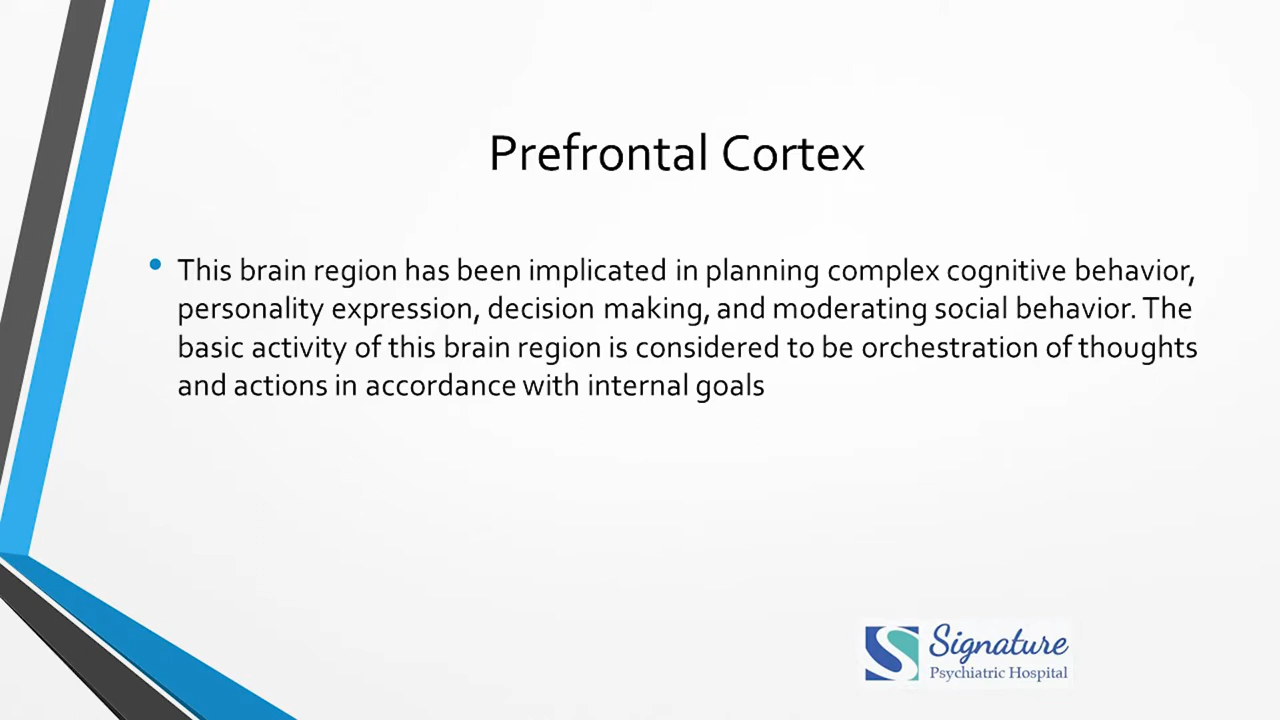 Prefrontal Cortex
• This brain region has been implicated in planning complex cognitive behavior,
personality expression, decision making, and moderating social behavior. The
basic activity of this brain region is considered to be orchestration of thoughts
and actions in accordance with internal goals
Signature
Psychiatric Hospital